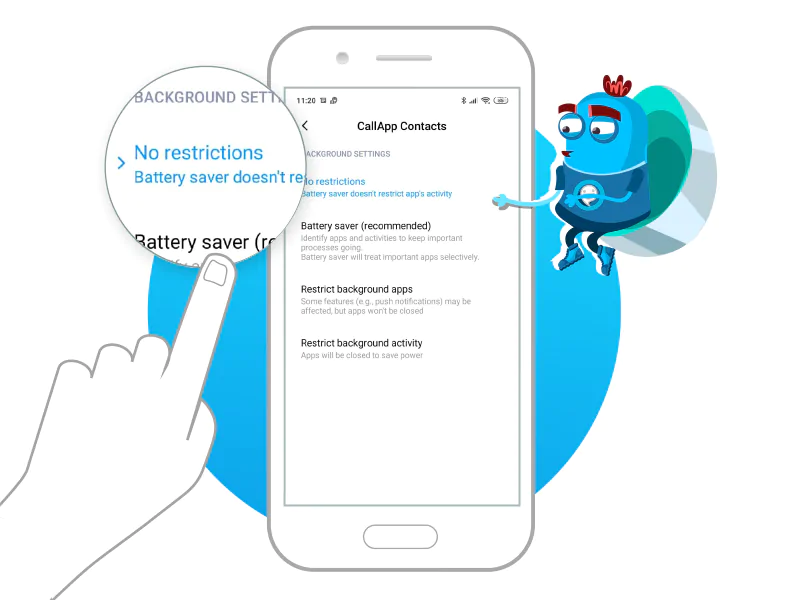 BACKGROUND SETT
No restrictions
Battery saver doesn't re
Battery saver (re
11:20
CallApp Contacts
ACKGROUND SETTINGS
No restrictions
Battery saver doesn't restrict app's activity
Battery saver (recommended)
Identify apps and activities to keep important
processes going.
Battery saver will treat important apps selectively.
Restrict background apps
Some features (e.g., push notifications) may be
affected, but apps won't be closed
Restrict background activity
Apps will be closed to save power